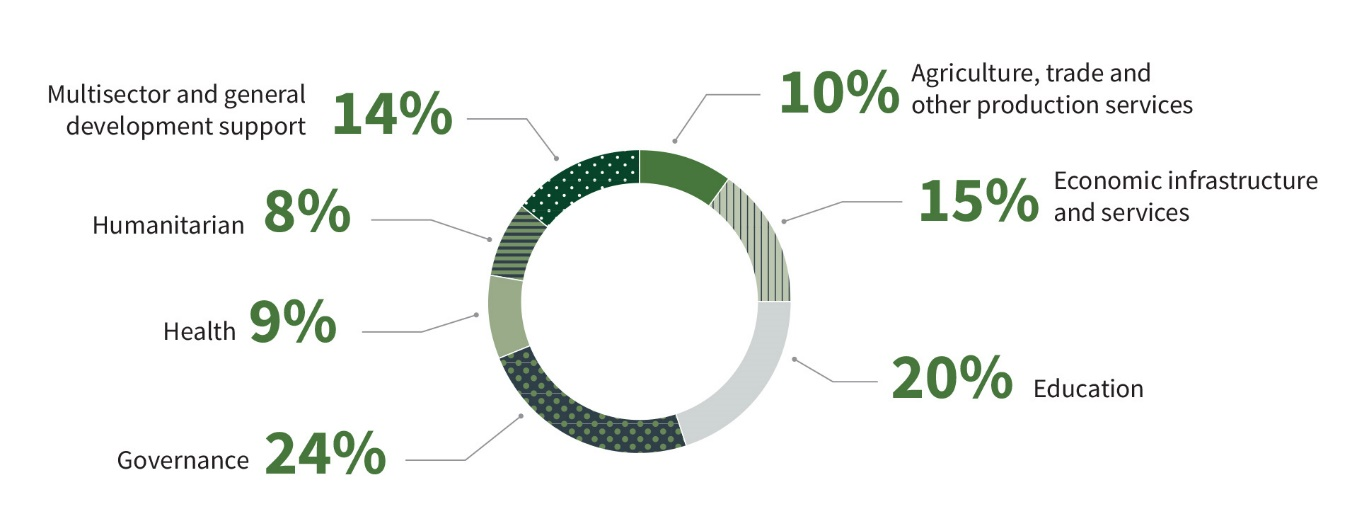 Multisector and general
development support
14%
10%
Agriculture, trade and
other production services
Humanitarian
8%
15%
Economic infrastructure
and services
Health
9%
20%
Education
Governance
24%